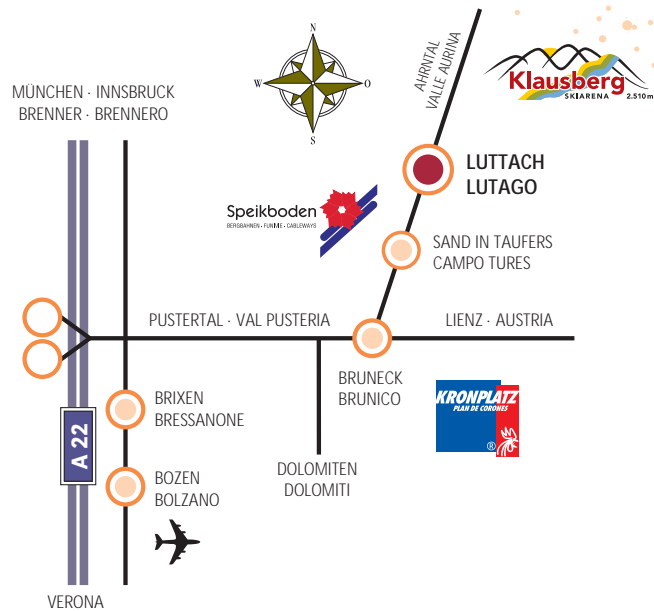 N
W
O
S
AHRNTAL
VALLE AURINA
Klausberg
SKIARENA
2.510 m
MÜNCHEN · INNSBRUCK
BRENNER · BRENNERO
LUTTACH
LUTAGO
Speikboden
BERGBAHNEN · FUNIVIE · CABLEWAYS
SAND IN TAUFERS
CAMPO TURES
PUSTERTAL · VAL PUSTERIA
LIENZ · AUSTRIA
BRUNECK
BRUNICO
KRONPLATZ
PLAN DE CORONES
®
BRIXEN
BRESSANONE
A 22
BOZEN
BOLZANO
DOLOMITEN
DOLOMITI
VERONA